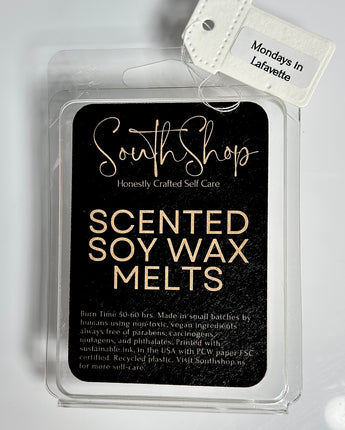 Mondays In
Lafayette
SouthShop
Honestly Crafted Self Care
SCENTED
SOY WAX
MELTS
Burn Time 50-60 hrs. Made in small batches by
humans using non-toxic, vegan ingredients
always free of parabens, carcinogens,
mutagens, and phthalates. Printed with
sustainable ink, in the USA with PCW paper FSC
certified. Recycled plastic. Visit Southshop.us
for more self-care.